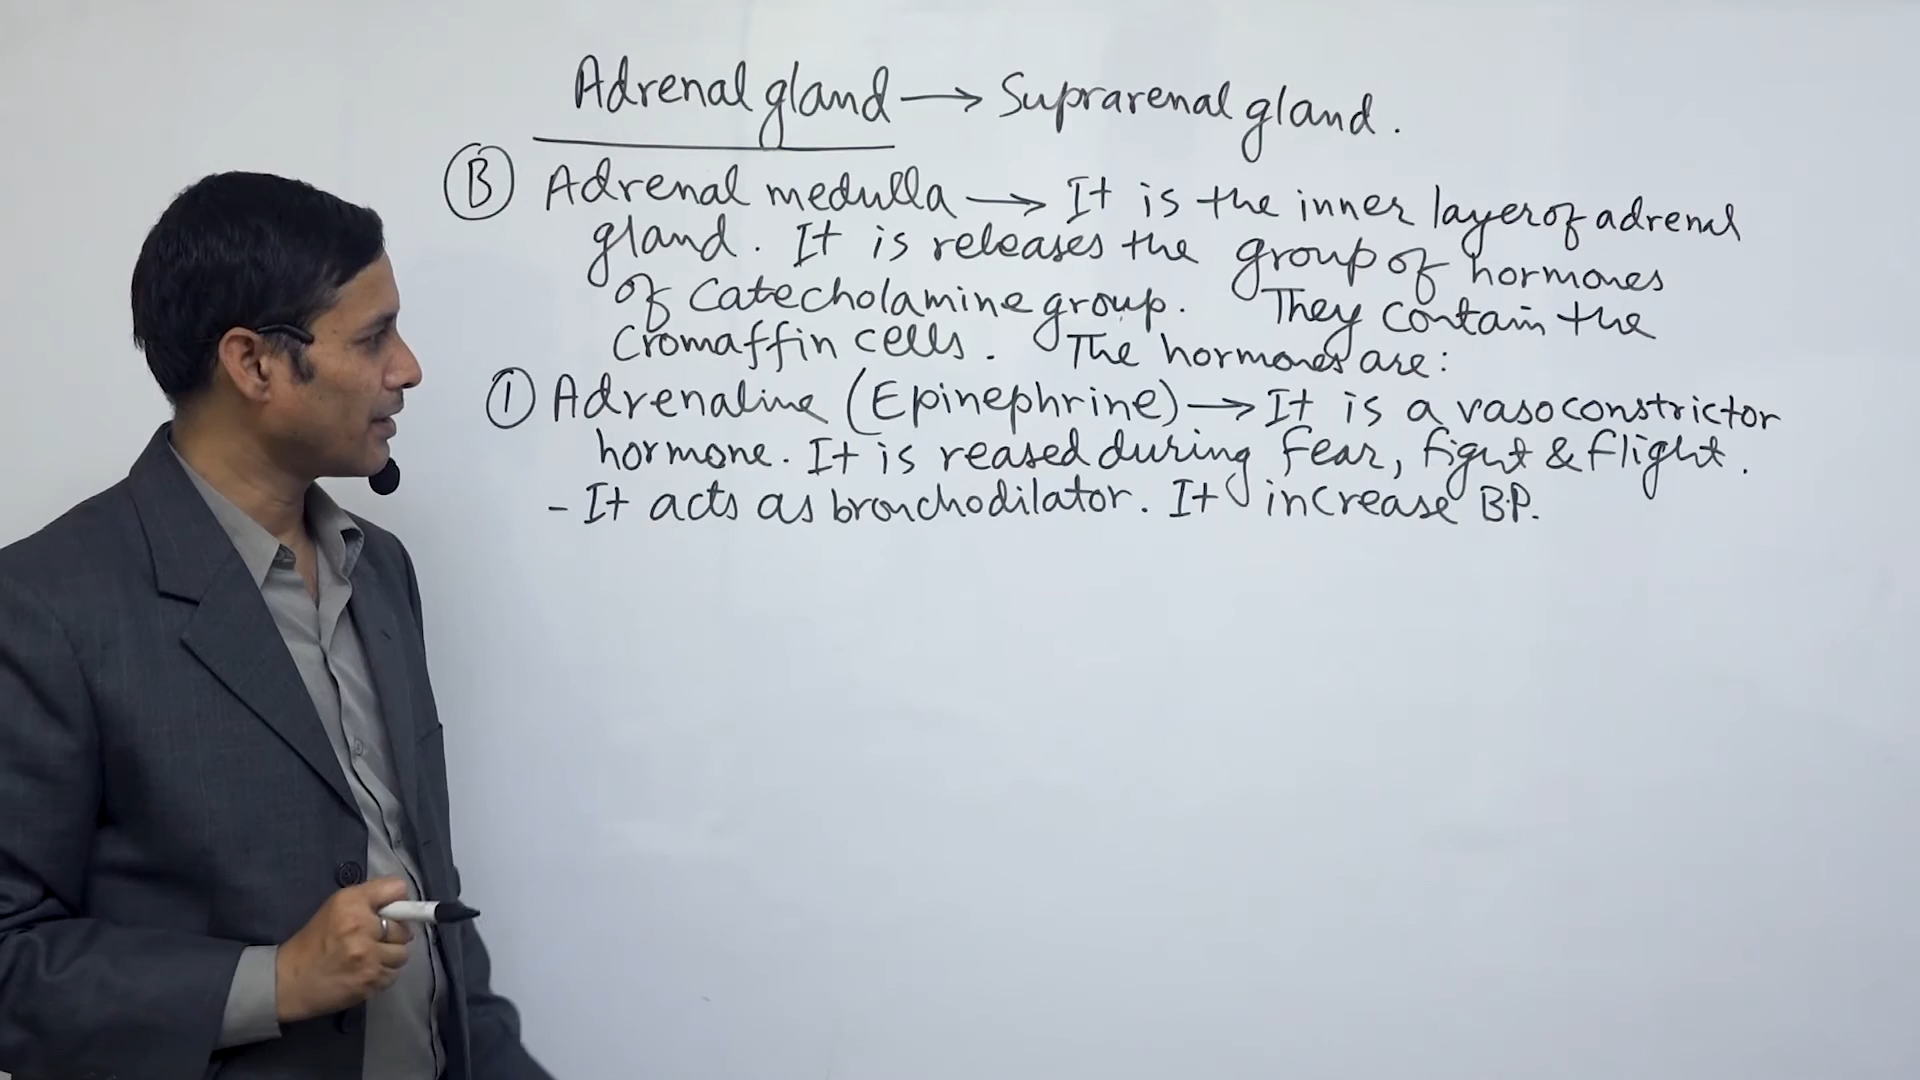 Adrenal gland → Suprarenal gland.
Ⓑ Adrenal medulla → It is the inner layer of adrenal
gland. It is releases the group of hormones
of Catecholamine group. They contain the
Cromaffin cells. The hormones are:
① Adrenaline (Epinephrine) → It is a vasoconstrictor
hormone. It is reased during fear, fight & flight.
- It acts as bronchodilator. It increase B.P.